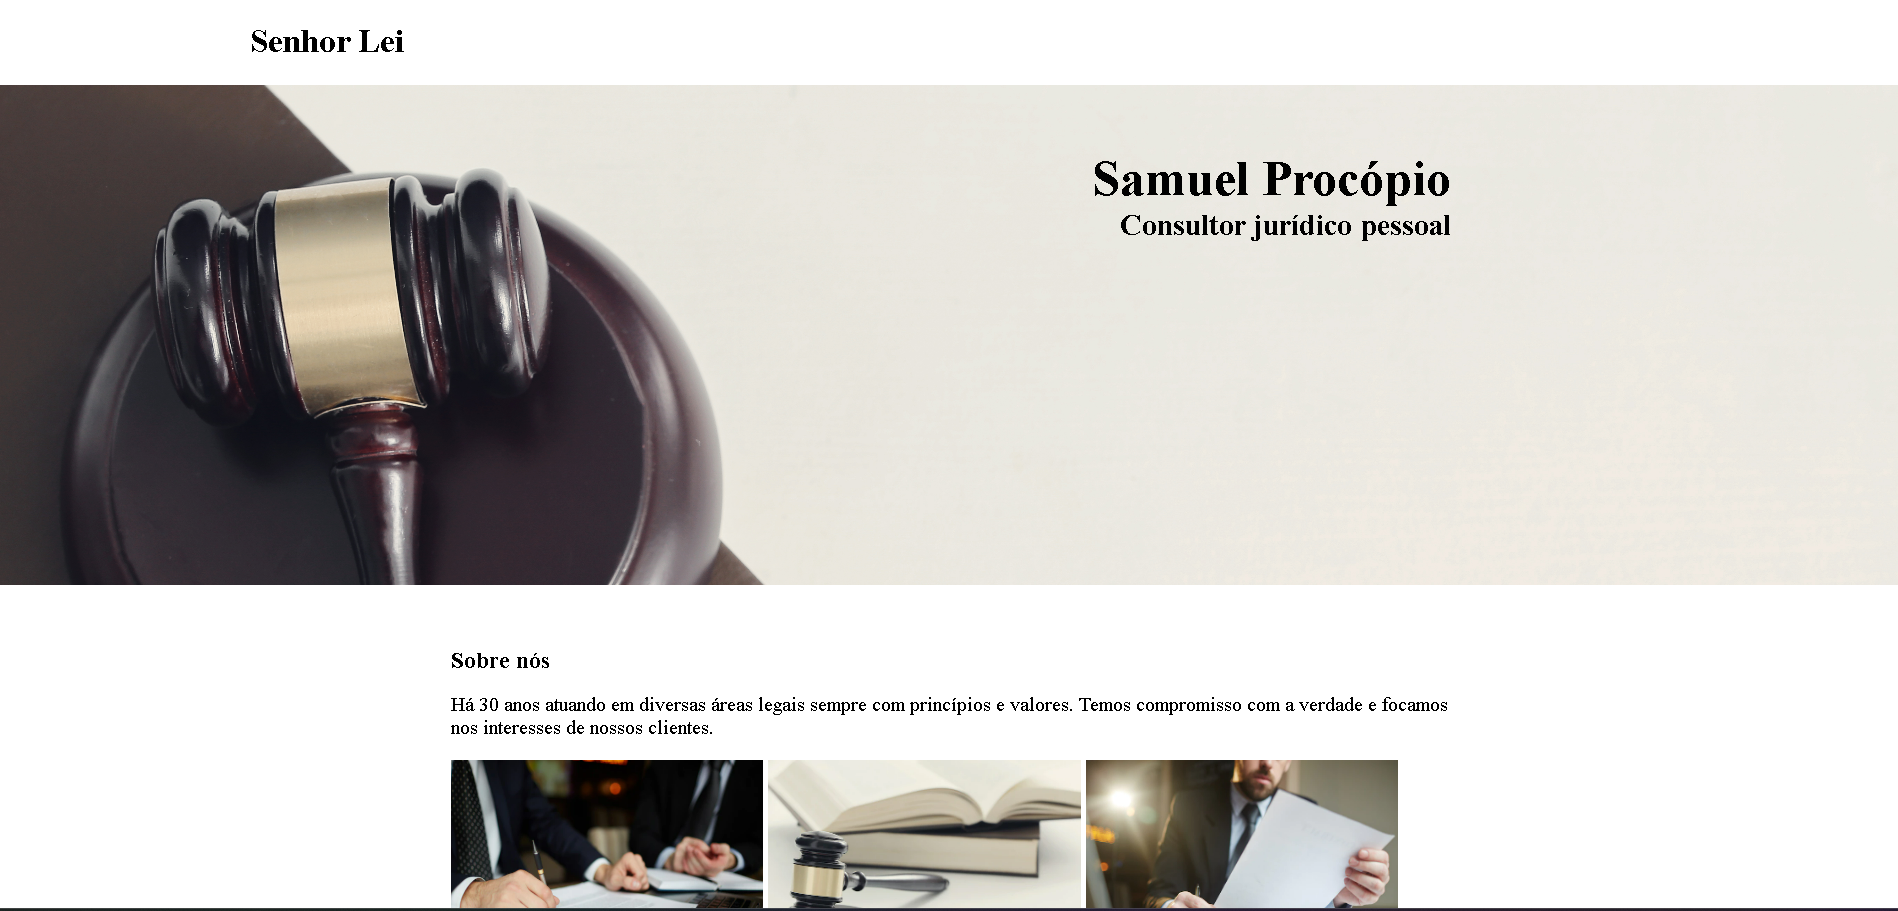 Senhor Lei
Samuel Procópio
Consultor jurídico pessoal
Sobre nós
Há 30 anos atuando em diversas áreas legais sempre com princípios e valores. Temos compromisso com a verdade e focamos
nos interesses de nossos clientes.